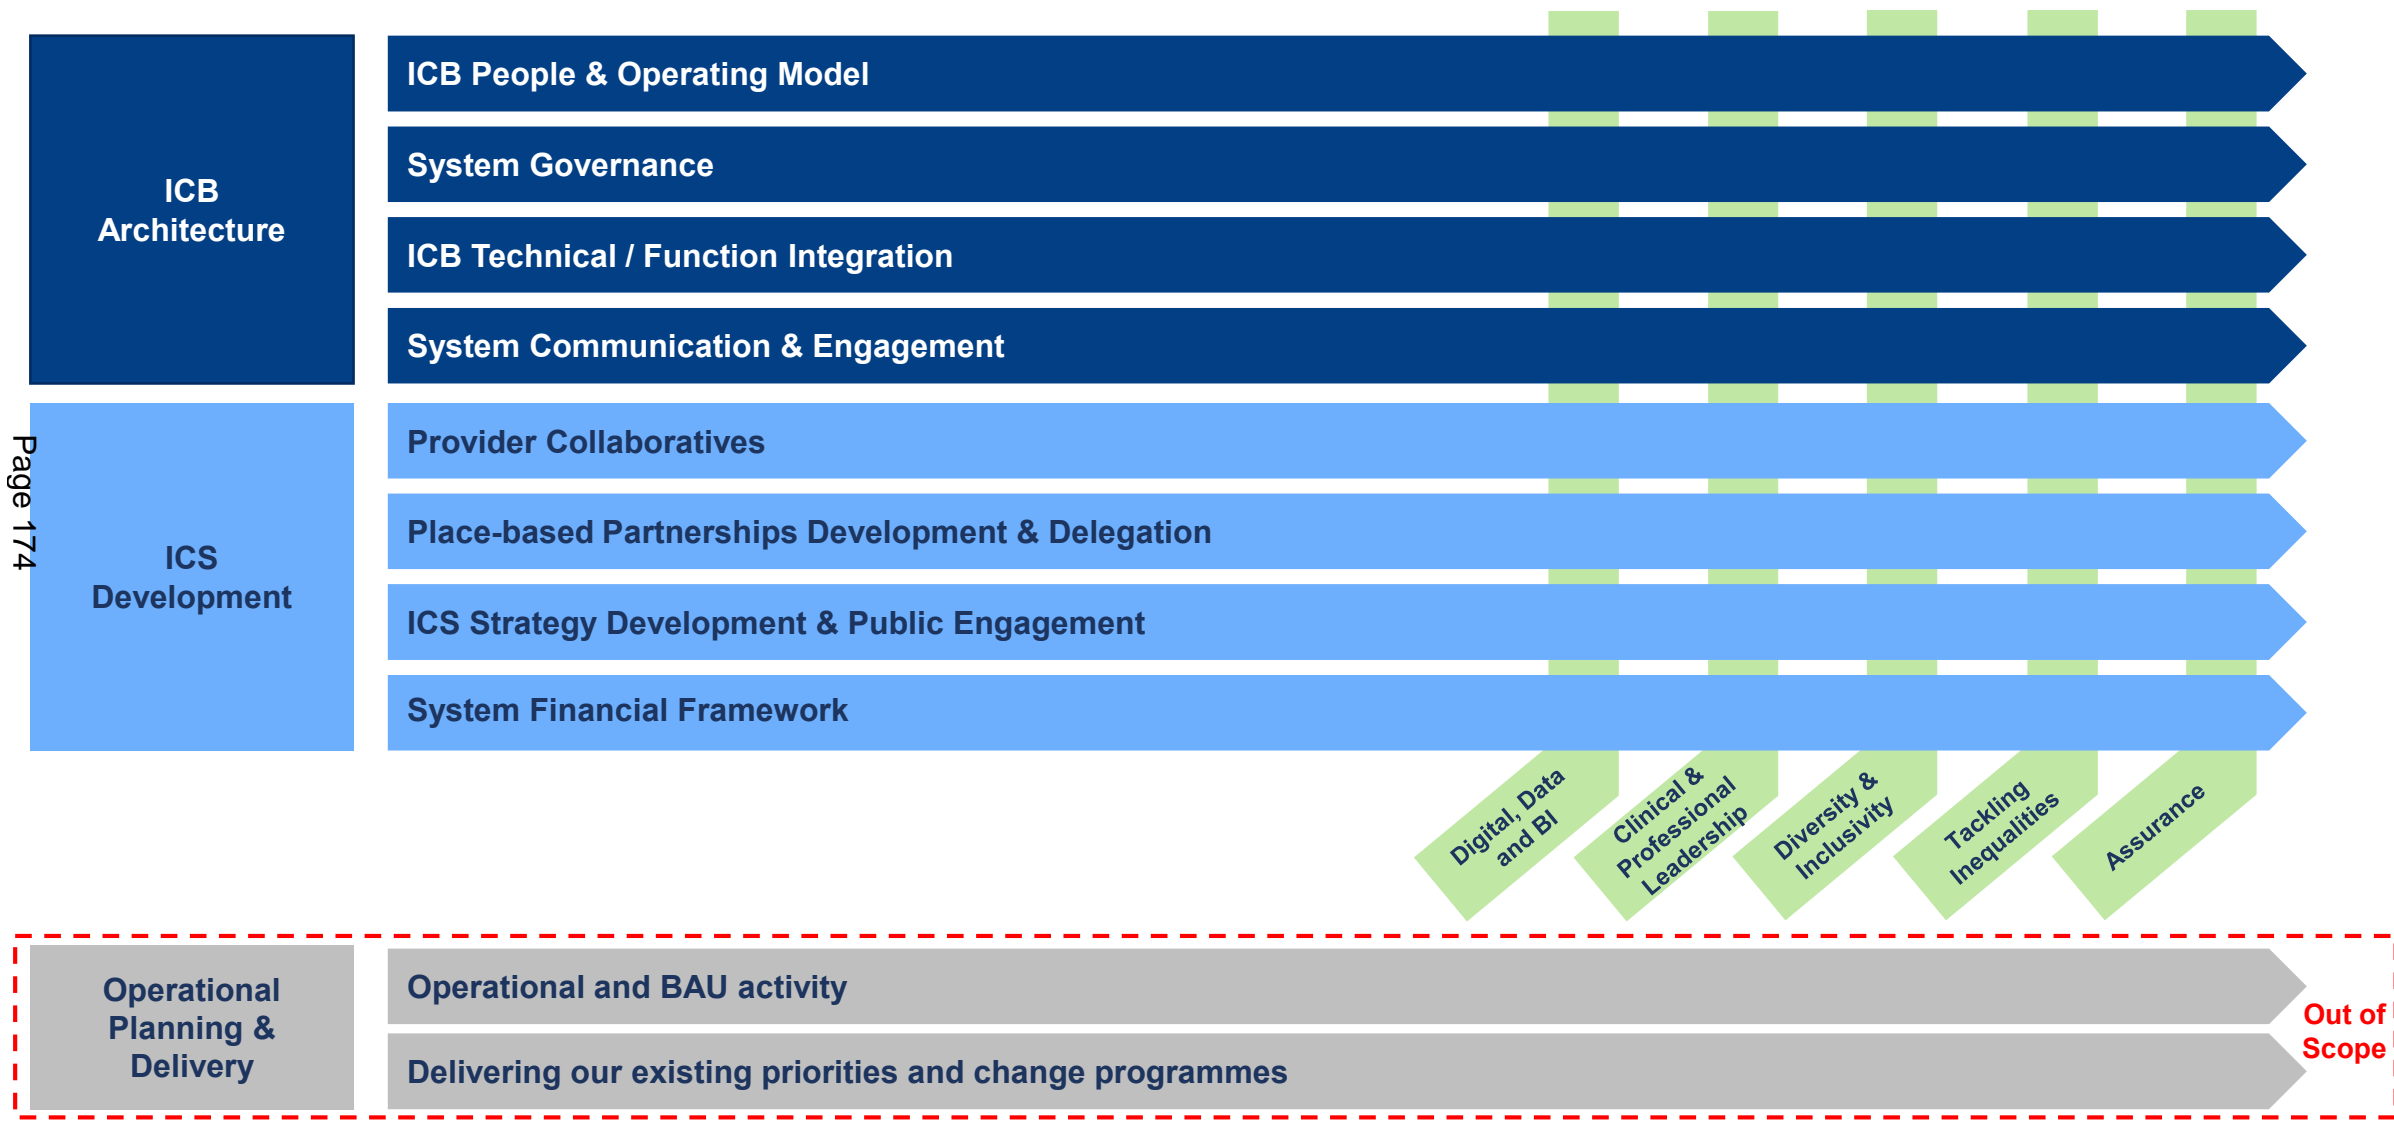 ICB
Architecture
ICB People & Operating Model
System Governance
ICB Technical / Function Integration
System Communication & Engagement
Page 174
ICS
Development
Provider Collaboratives
Place-based Partnerships Development & Delegation
ICS Strategy Development & Public Engagement
System Financial Framework
Digital, Data
and BI
Clinical &
Professional
Leadership
Diversity &
Inclusivity
Tackling
Inequalities
Assurance
Operational
Planning &
Delivery
Operational and BAU activity
Delivering our existing priorities and change programmes
Out of
Scope